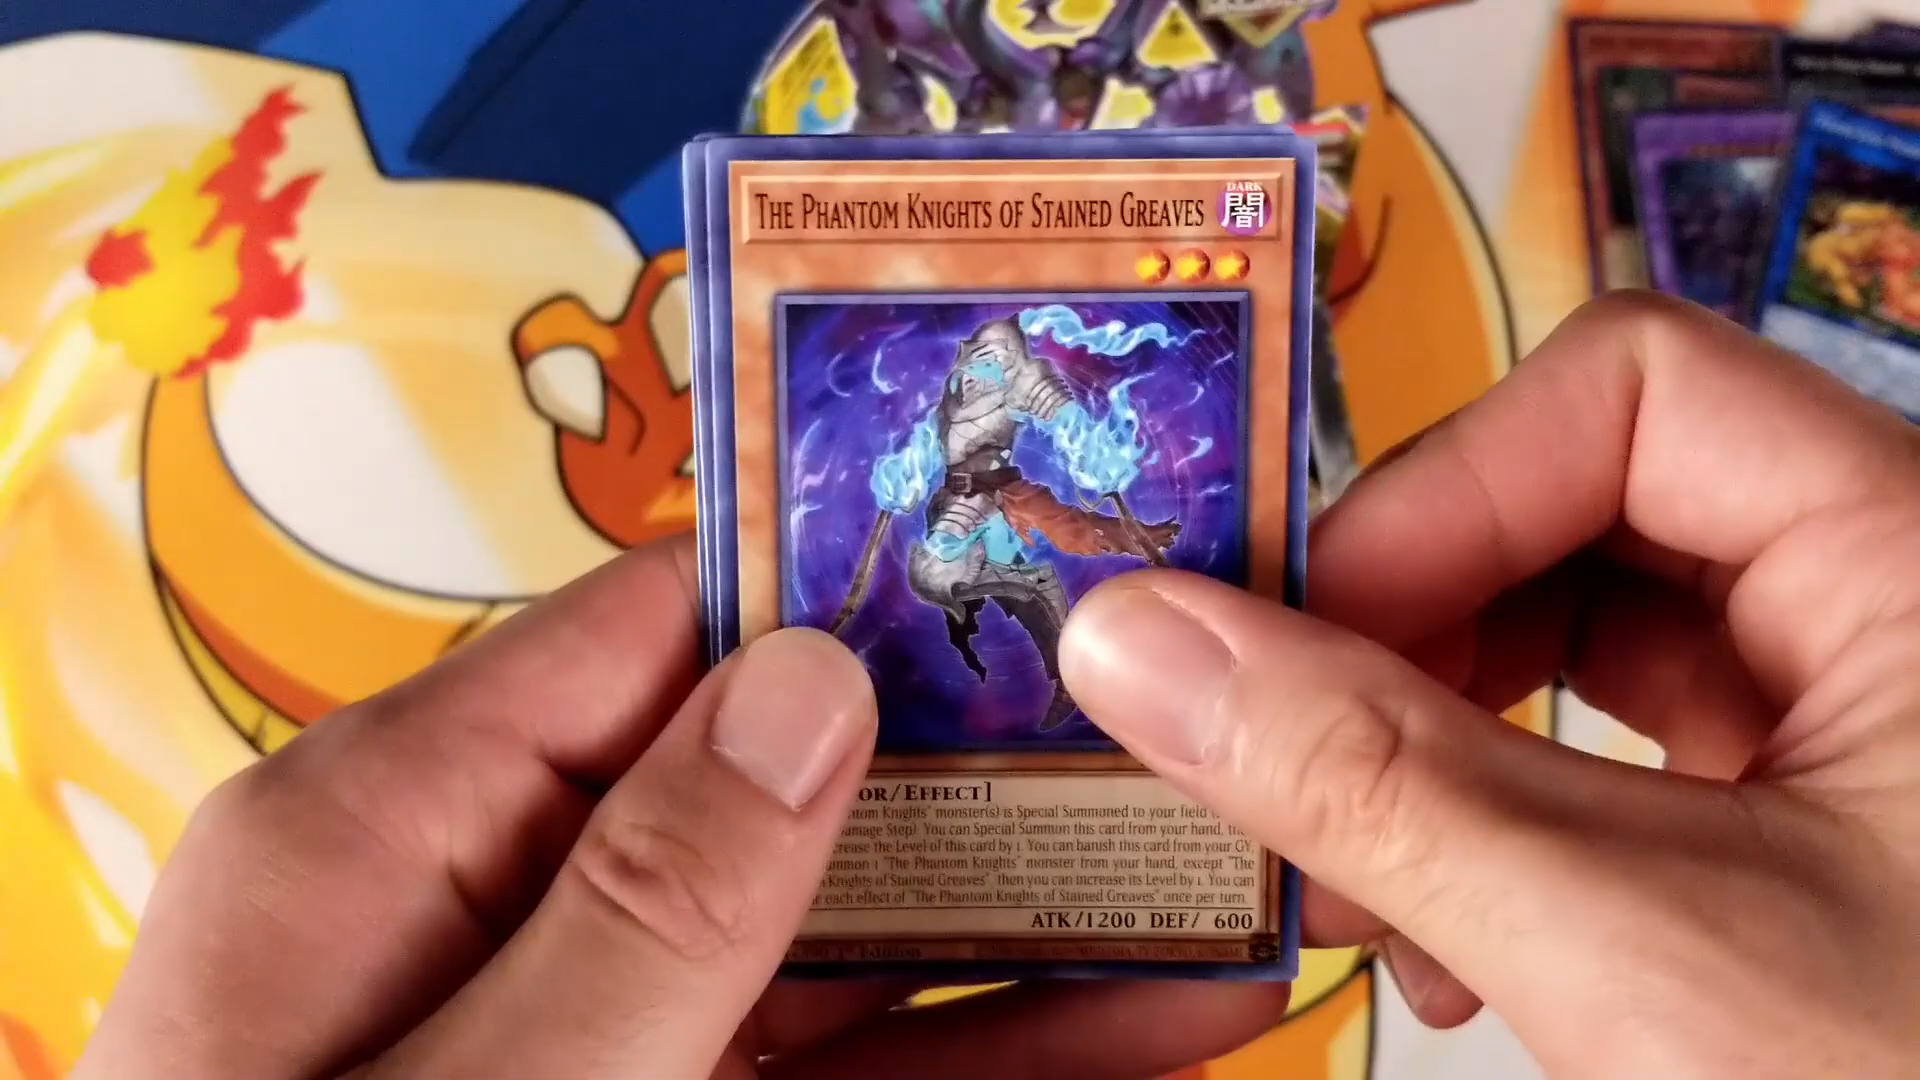 THE PHANTOM KNIGHTS OF STAINED GREAVES
DARK
闇
OR/EFFECT]
ntom Knights" monster(s) is Special Summoned to your field
amage Step): You can Special Summon this card from your hand, the
crease the Level of this card by 1. You can banish this card from your GY;
ummon 1 "The Phantom Knights" monster from your hand, except "The
Knights of Stained Greaves" then you can increase its Level by 1. You can
e each effect of "The Phantom Knights of Stained Greaves" once per turn.
ATK/1200 DEF/ 600
1st Edition